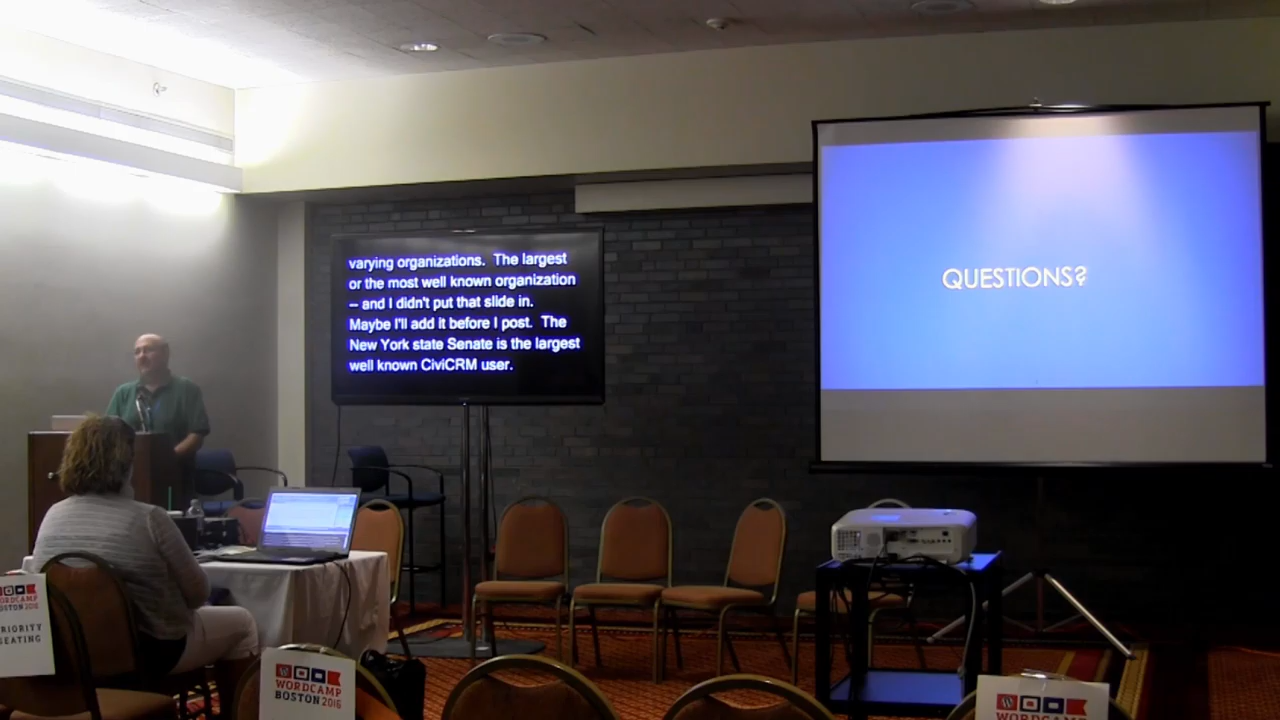 varying organizations. The largest
or the most well known organization
-- and I didn't put that slide in.
Maybe I'll add it before I post. The
New York state Senate is the largest
well known CiviCRM user.
QUESTIONS?
BOSTON 2016
RIORITY
SEATING
WORDCAMP
BOSTON 2016
WORDCAMP